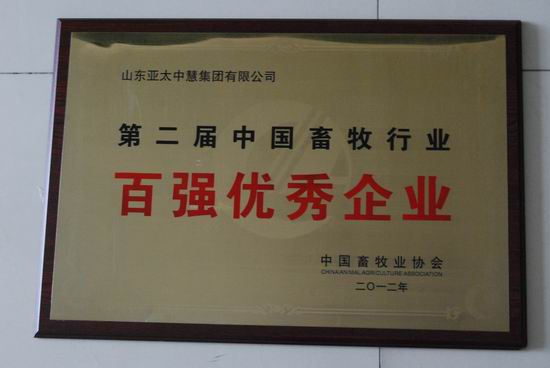 山东亚太中慧集团有限公司
第二届中国畜牧行业
百强优秀企业
中国畜牧业协会
CHINA ANIMAL AGRICULTURE ASSOCIATION
二〇一二年